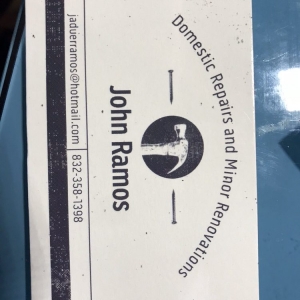 Domestic Repairs and Minor Renovations
John Ramos
jaduerramos@hotmail.com | 832-358-1398